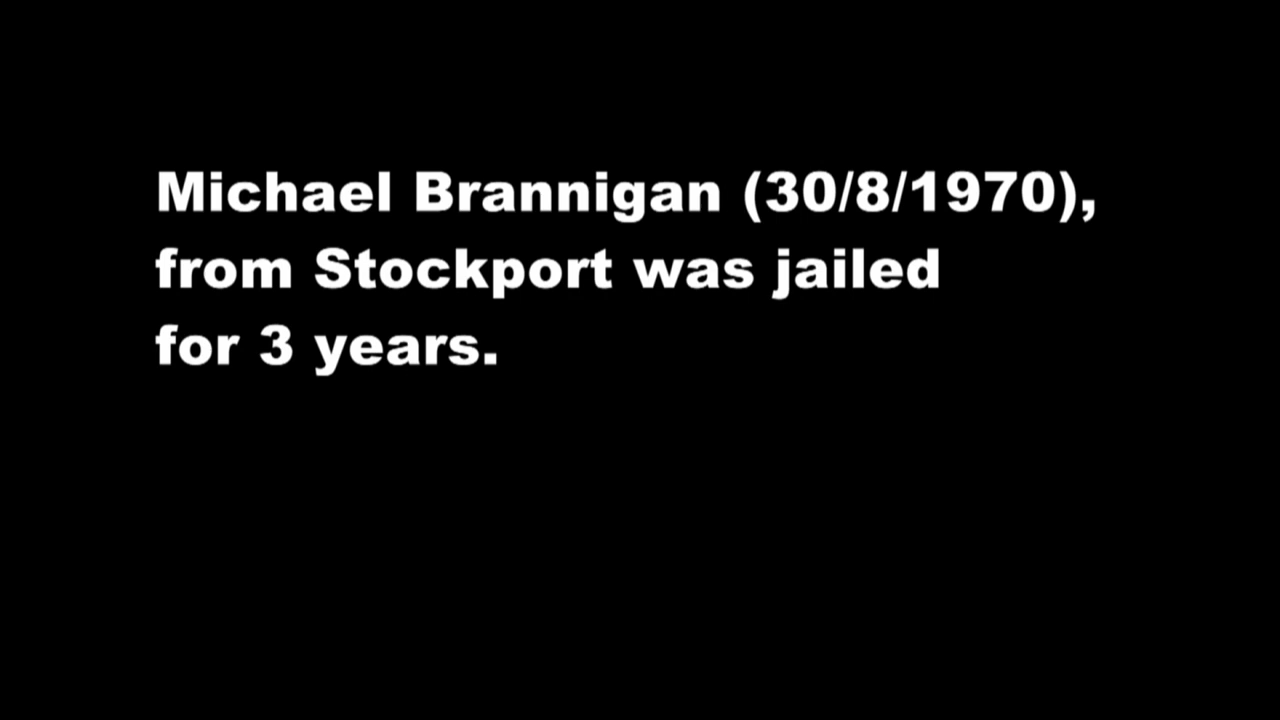 Michael Brannigan (30/8/1970),
from Stockport was jailed
for 3 years.